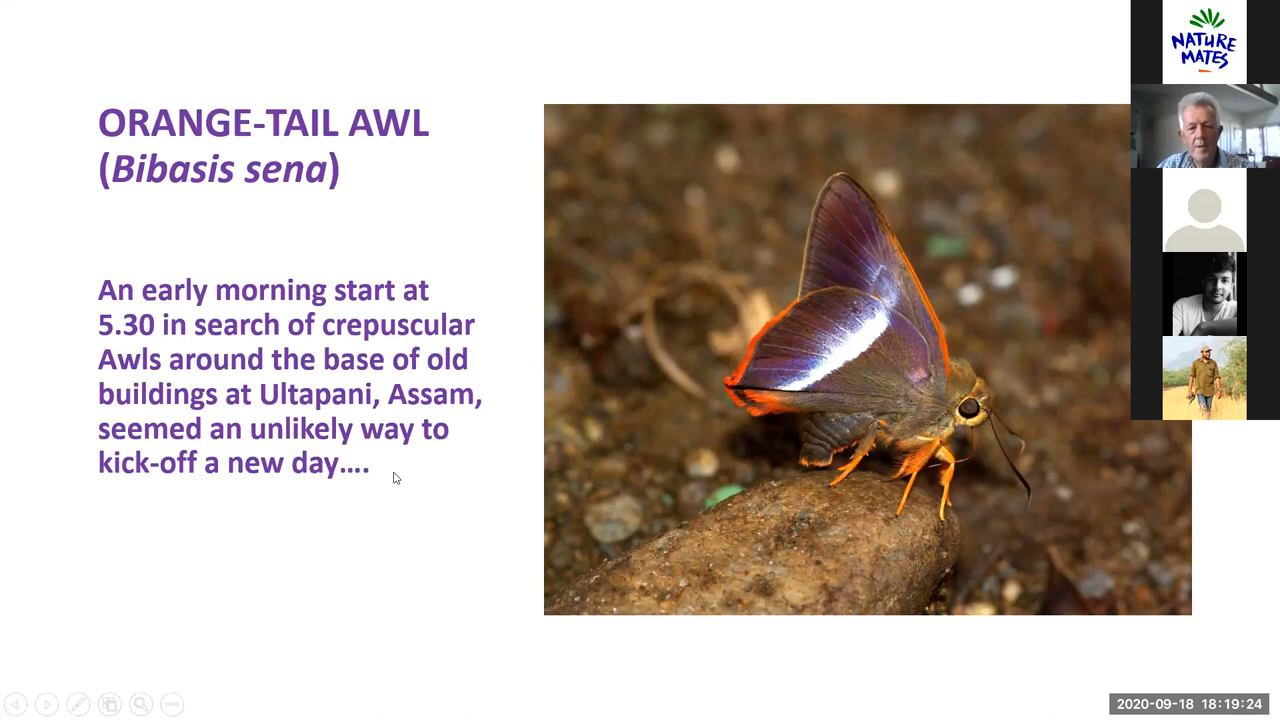 ORANGE-TAIL AWL
(Bibasis sena)
An early morning start at
5.30 in search of crepuscular
Awls around the base of old
buildings at Ultapani, Assam,
seemed an unlikely way to
kick-off a new day….
NATURE
MATES
2020-09-18 18:19:24